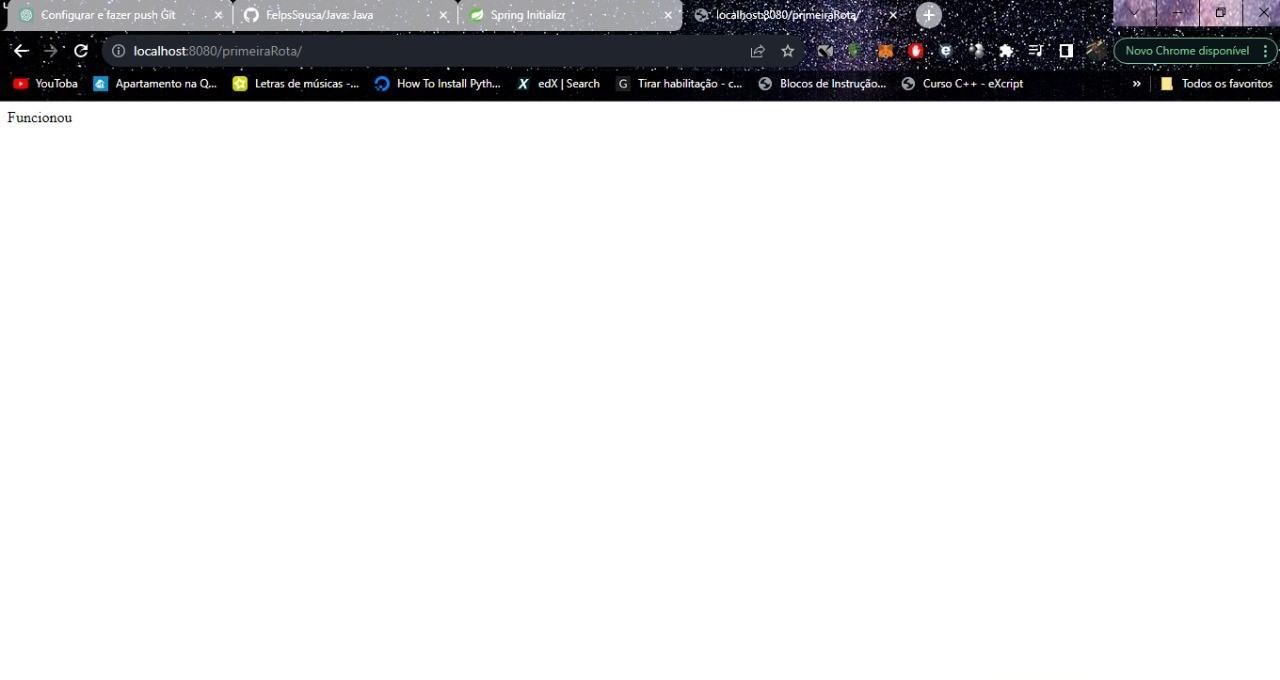 Configurar e fazer push Git
FelpsSousa/Java: Java
Spring Initializr
localhost:8080/primeiraRota/
localhost:8080/primeiraRota/
Novo Chrome disponível
YouToba
Apartamento na Q...
Letras de músicas -...
How To Install Pyth...
edX | Search
Tirar habilitação - c...
Blocos de Instrução...
Curso C++ - eXcript
»
Todos os favoritos
Funcionou